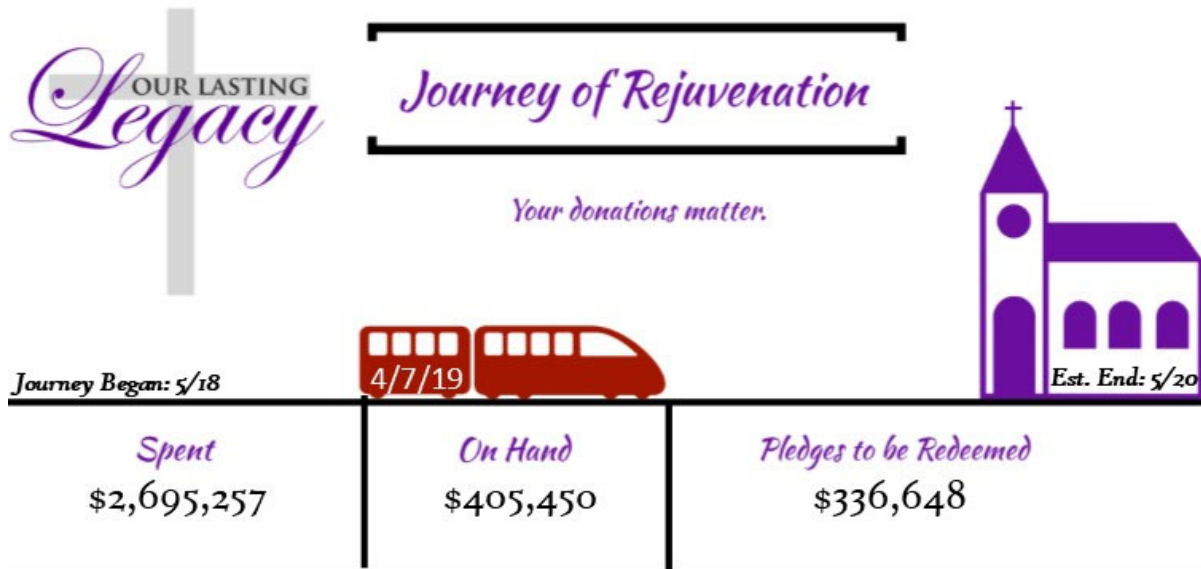 OUR LASTING
Legacy
Journey of Rejuvenation
Your donations matter.
4/7/19
Journey Began: 5/18
Est. End: 5/20
Spent
On Hand
Pledges to be Redeemed
$2,695,257
$405,450
$336,648